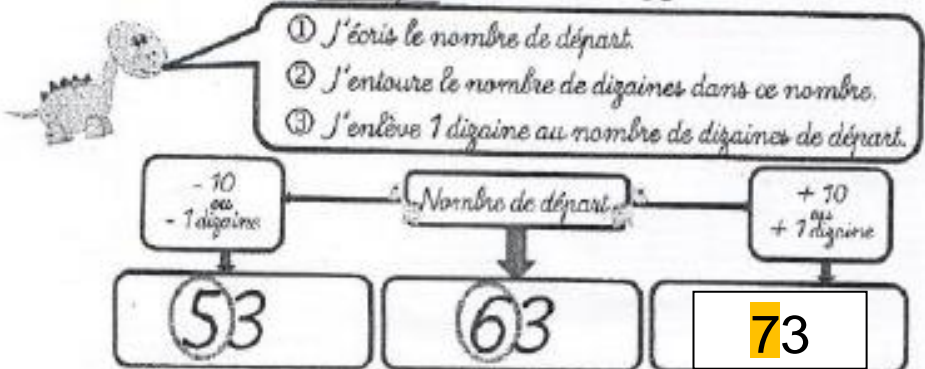 ① J'écris le nombre de départ.
② J'entoure le nombre de dizaines dans ce nombre.
③ J'enlève 1 dizaine au nombre de dizaines de départ.
- 10
ou
- 1 dizaine
Nombre de départ
+ 10
ou
+ 1 dizaine
53
63
73